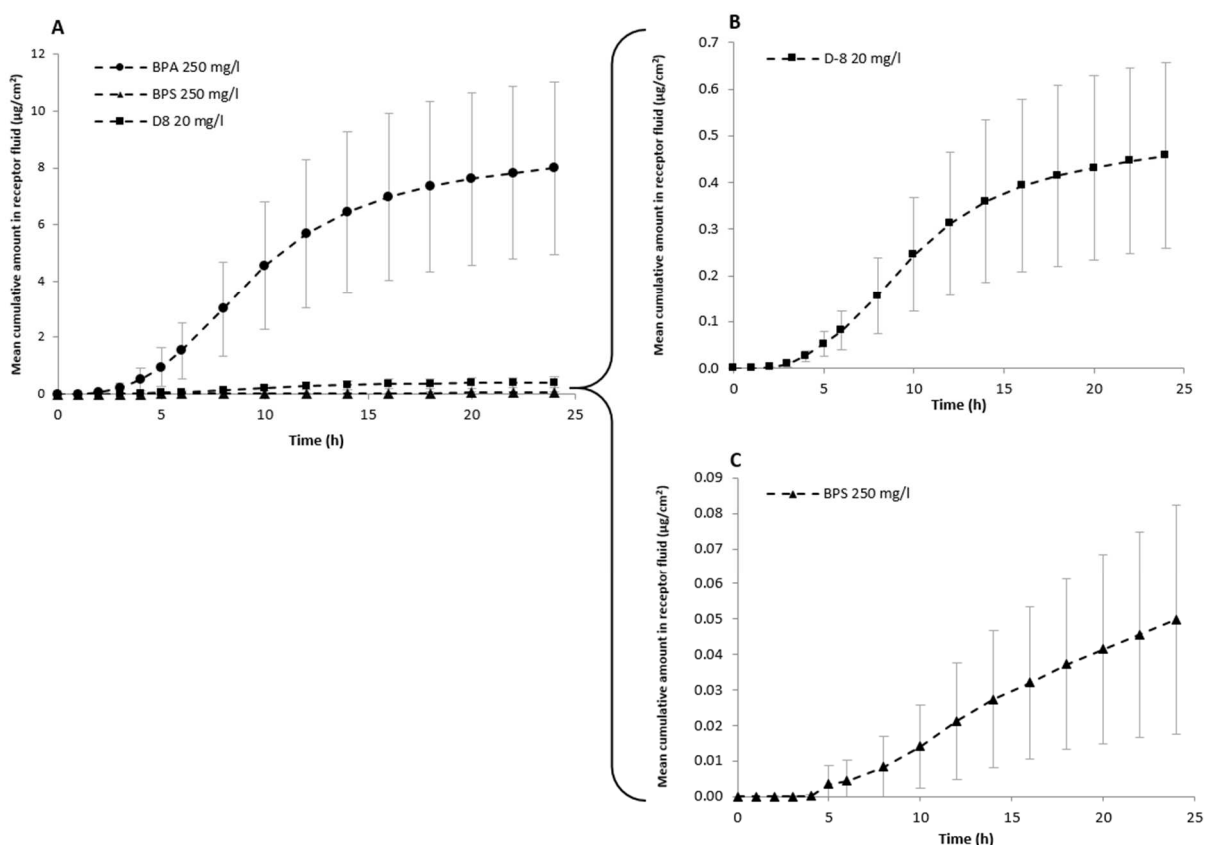 A
Mean cumulative amount in receptor fluid (µg/cm²)
12
10
8
6
4
2
0
BPA 250 mg/l
BPS 250 mg/l
D8 20 mg/l
0 5 10 15 20 25
Time (h)
B
Mean cumulative amount in receptor fluid (µg/cm²)
0.7
0.6
0.5
0.4
0.3
0.2
0.1
0.0
D-8 20 mg/l
0 5 10 15 20 25
Time (h)
C
Mean cumulative amount in receptor fluid (µg/cm²)
0.09
0.08
0.07
0.06
0.05
0.04
0.03
0.02
0.01
0.00
BPS 250 mg/l
0 5 10 15 20 25
Time (h)